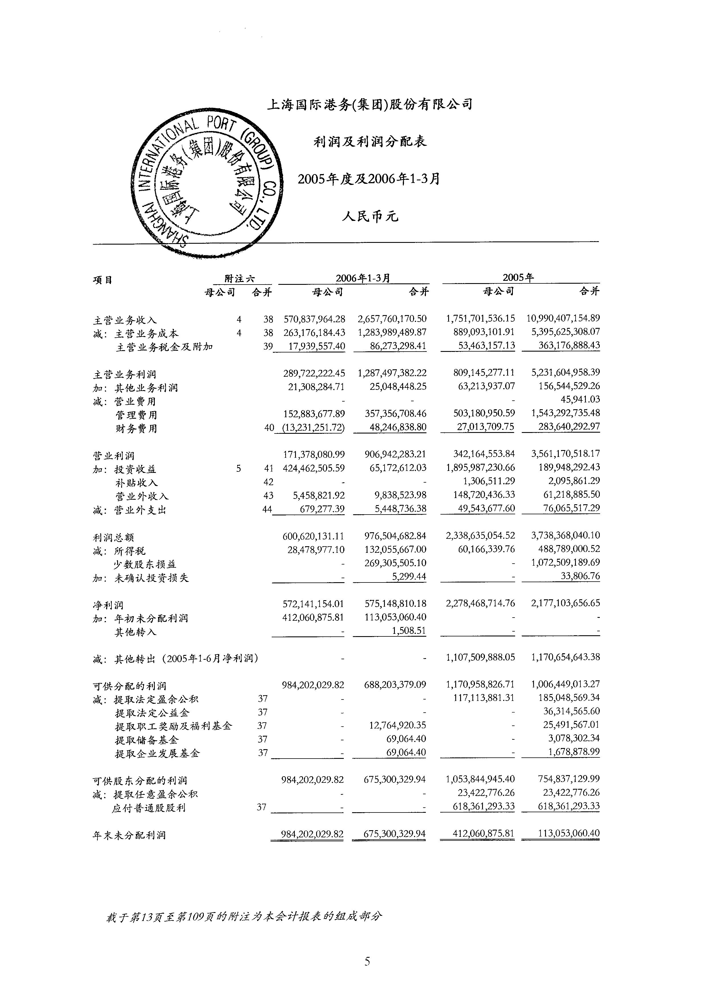 上海国际港务(集团)股份有限公司
利润及利润分配表
2005年度及2006年1-3月
人民币元
SHANGHAI INTERNATIONAL PORT (GROUP) CO., LTD.
上海国际港务(集团)股份有限公司
项目 附注六 2006年1-3月 2005年
母公司 合并 母公司 合并 母公司 合并
主营业务收入 4 38 570,837,964.28 2,657,760,170.50 1,751,701,536.15 10,990,407,154.89
减：主营业务成本 4 38 263,176,184.43 1,283,989,489.87 889,093,101.91 5,395,625,308.07
主营业务税金及附加 39 17,939,557.40 86,273,298.41 53,463,157.13 363,176,888.43
主营业务利润 289,722,222.45 1,287,497,382.22 809,145,277.11 5,231,604,958.39
加：其他业务利润 21,308,284.71 25,048,448.25 63,213,937.07 156,544,529.26
减：营业费用 - - - 45,941.03
管理费用 152,883,677.89 357,356,708.46 503,180,950.59 1,543,292,735.48
财务费用 40 (13,231,251.72) 48,246,838.80 27,013,709.75 283,640,292.97
营业利润 171,378,080.99 906,942,283.21 342,164,553.84 3,561,170,518.17
加：投资收益 5 41 424,462,505.59 65,172,612.03 1,895,987,230.66 189,948,292.43
补贴收入 42 - - 1,306,511.29 2,095,861.29
营业外收入 43 5,458,821.92 9,838,523.98 148,720,436.33 61,218,885.50
减：营业外支出 44 679,277.39 5,448,736.38 49,543,677.60 76,065,517.29
利润总额 600,620,131.11 976,504,682.84 2,338,635,054.52 3,738,368,040.10
减：所得税 28,478,977.10 132,055,667.00 60,166,339.76 488,789,000.52
少数股东损益 - 269,305,505.10 - 1,072,509,189.69
加：未确认投资损失 - 5,299.44 - 33,806.76
净利润 572,141,154.01 575,148,810.18 2,278,468,714.76 2,177,103,656.65
加：年初未分配利润 412,060,875.81 113,053,060.40 - -
其他转入 - 1,508.51 - -
减：其他转出（2005年1-6月净利润） - - 1,107,509,888.05 1,170,654,643.38
可供分配的利润 984,202,029.82 688,203,379.09 1,170,958,826.71 1,006,449,013.27
减：提取法定盈余公积 37 - - 117,113,881.31 185,048,569.34
提取法定公益金 37 - - - 36,314,565.60
提取职工奖励及福利基金 37 - 12,764,920.35 - 25,491,567.01
提取储备基金 37 - 69,064.40 - 3,078,302.34
提取企业发展基金 37 - 69,064.40 - 1,678,878.99
可供股东分配的利润 984,202,029.82 675,300,329.94 1,053,844,945.40 754,837,129.99
减：提取任意盈余公积 - - 23,422,776.26 23,422,776.26
应付普通股股利 37 - - 618,361,293.33 618,361,293.33
年末未分配利润 984,202,029.82 675,300,329.94 412,060,875.81 113,053,060.40
载于第13页至第109页的附注为本会计报表的组成部分
5